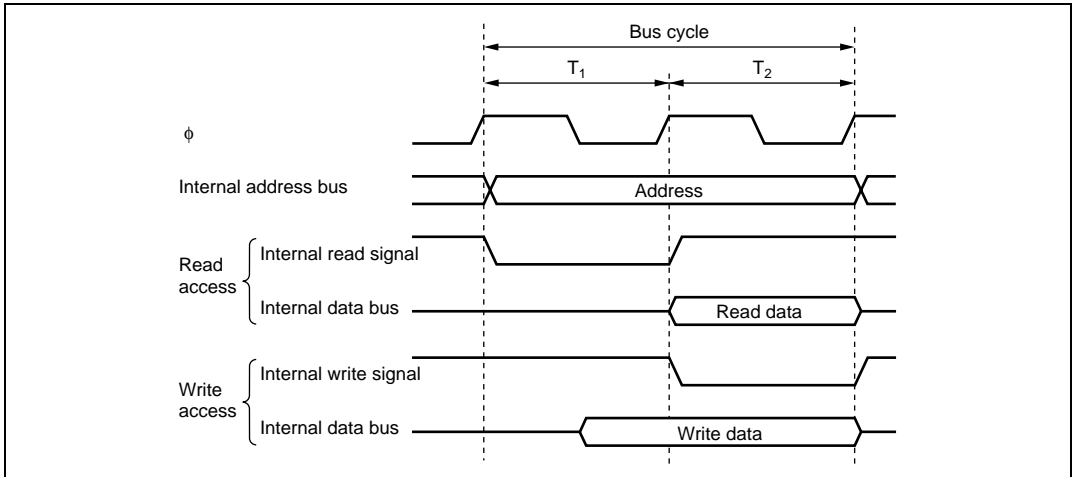 Bus cycle
T₁ T₂
ϕ
Internal address bus Address
Read access
Internal read signal
Internal data bus Read data
Write access
Internal write signal
Internal data bus Write data